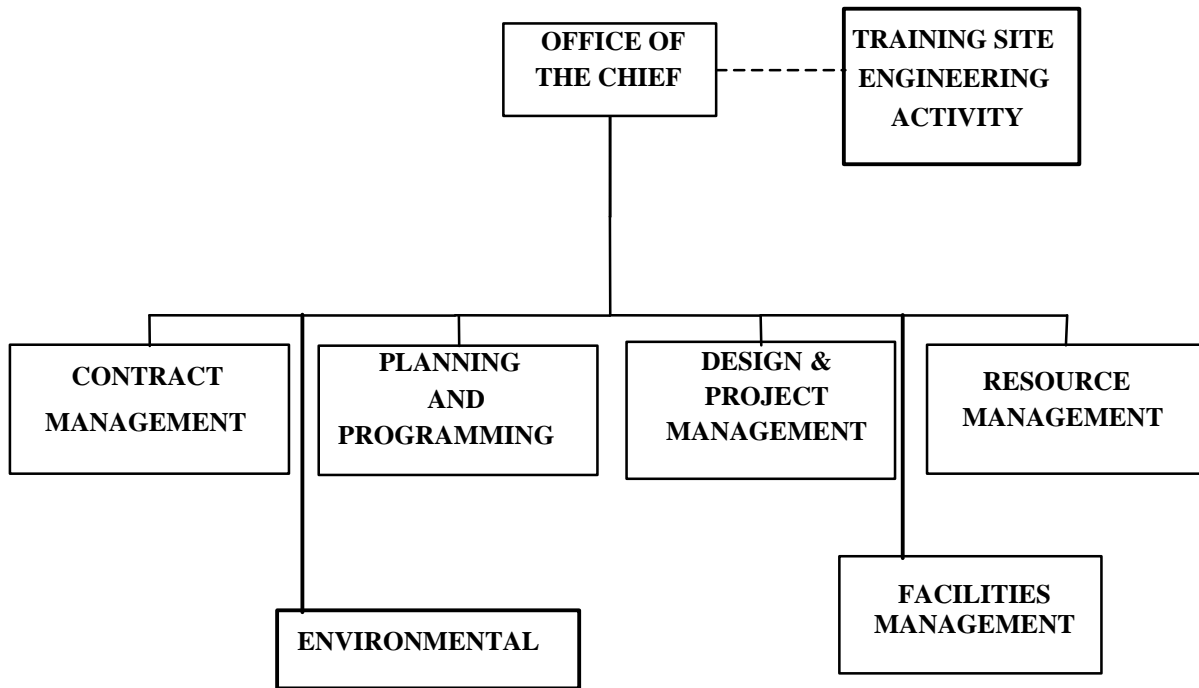 OFFICE OF
THE CHIEF
TRAINING SITE
ENGINEERING
ACTIVITY
CONTRACT
MANAGEMENT
PLANNING
AND
PROGRAMMING
DESIGN &
PROJECT
MANAGEMENT
RESOURCE
MANAGEMENT
ENVIRONMENTAL
FACILITIES
MANAGEMENT